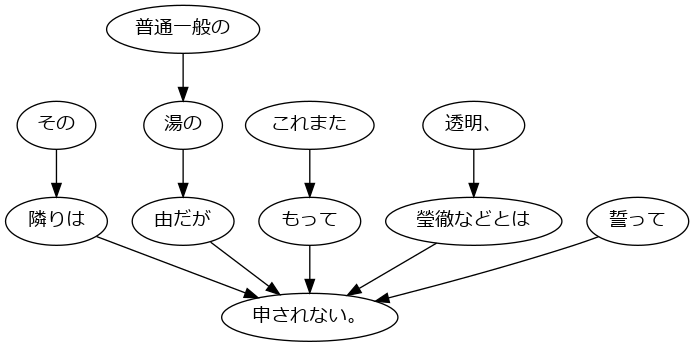 普通一般の
その
湯の
これまた
透明、
隣りは
由だが
もって
瑩徹などとは
誓って
申されない。